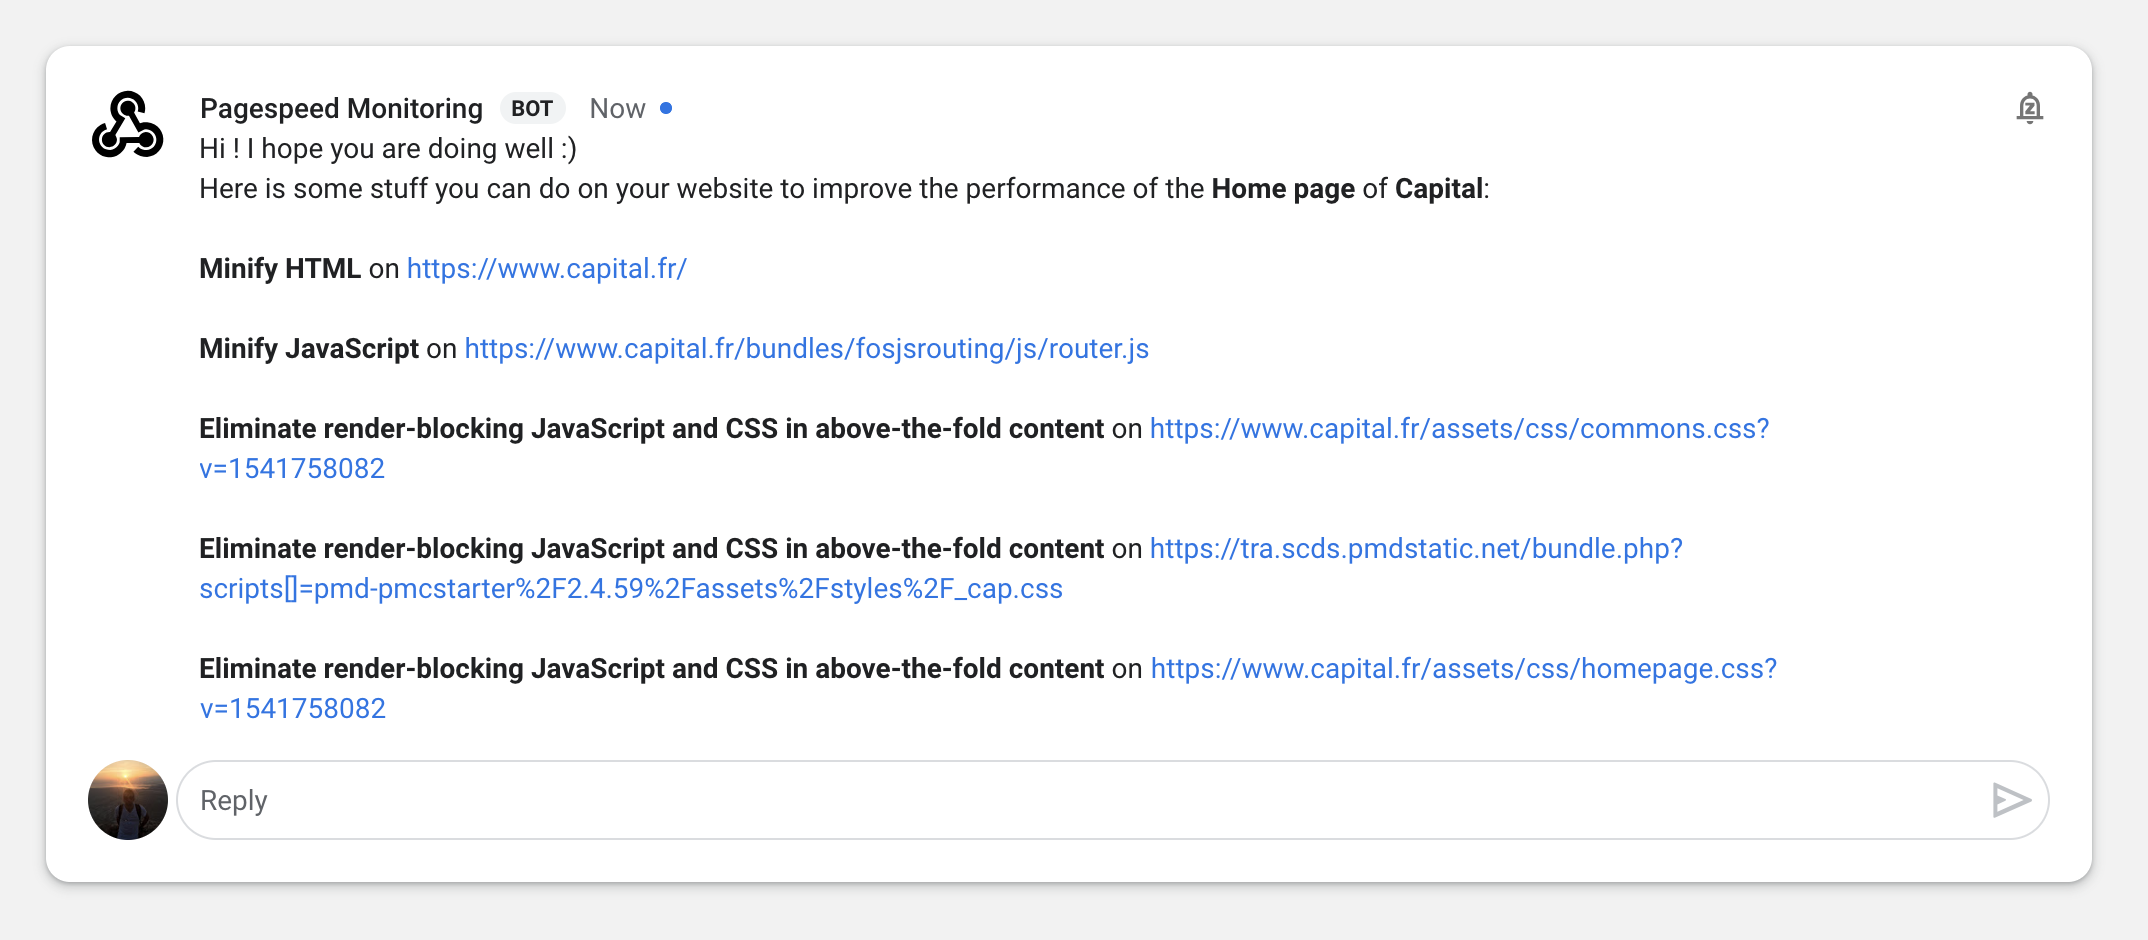 Pagespeed Monitoring BOT Now
Hi ! I hope you are doing well :)
Here is some stuff you can do on your website to improve the performance of the Home page of Capital:
Minify HTML on https://www.capital.fr/
Minify JavaScript on https://www.capital.fr/bundles/fosjsrouting/js/router.js
Eliminate render-blocking JavaScript and CSS in above-the-fold content on https://www.capital.fr/assets/css/commons.css?
v=1541758082
Eliminate render-blocking JavaScript and CSS in above-the-fold content on https://tra.scds.pmdstatic.net/bundle.php?
scripts[]=pmd-pmcstarter%2F2.4.59%2Fassets%2Fstyles%2F_cap.css
Eliminate render-blocking JavaScript and CSS in above-the-fold content on https://www.capital.fr/assets/css/homepage.css?
v=1541758082
Reply